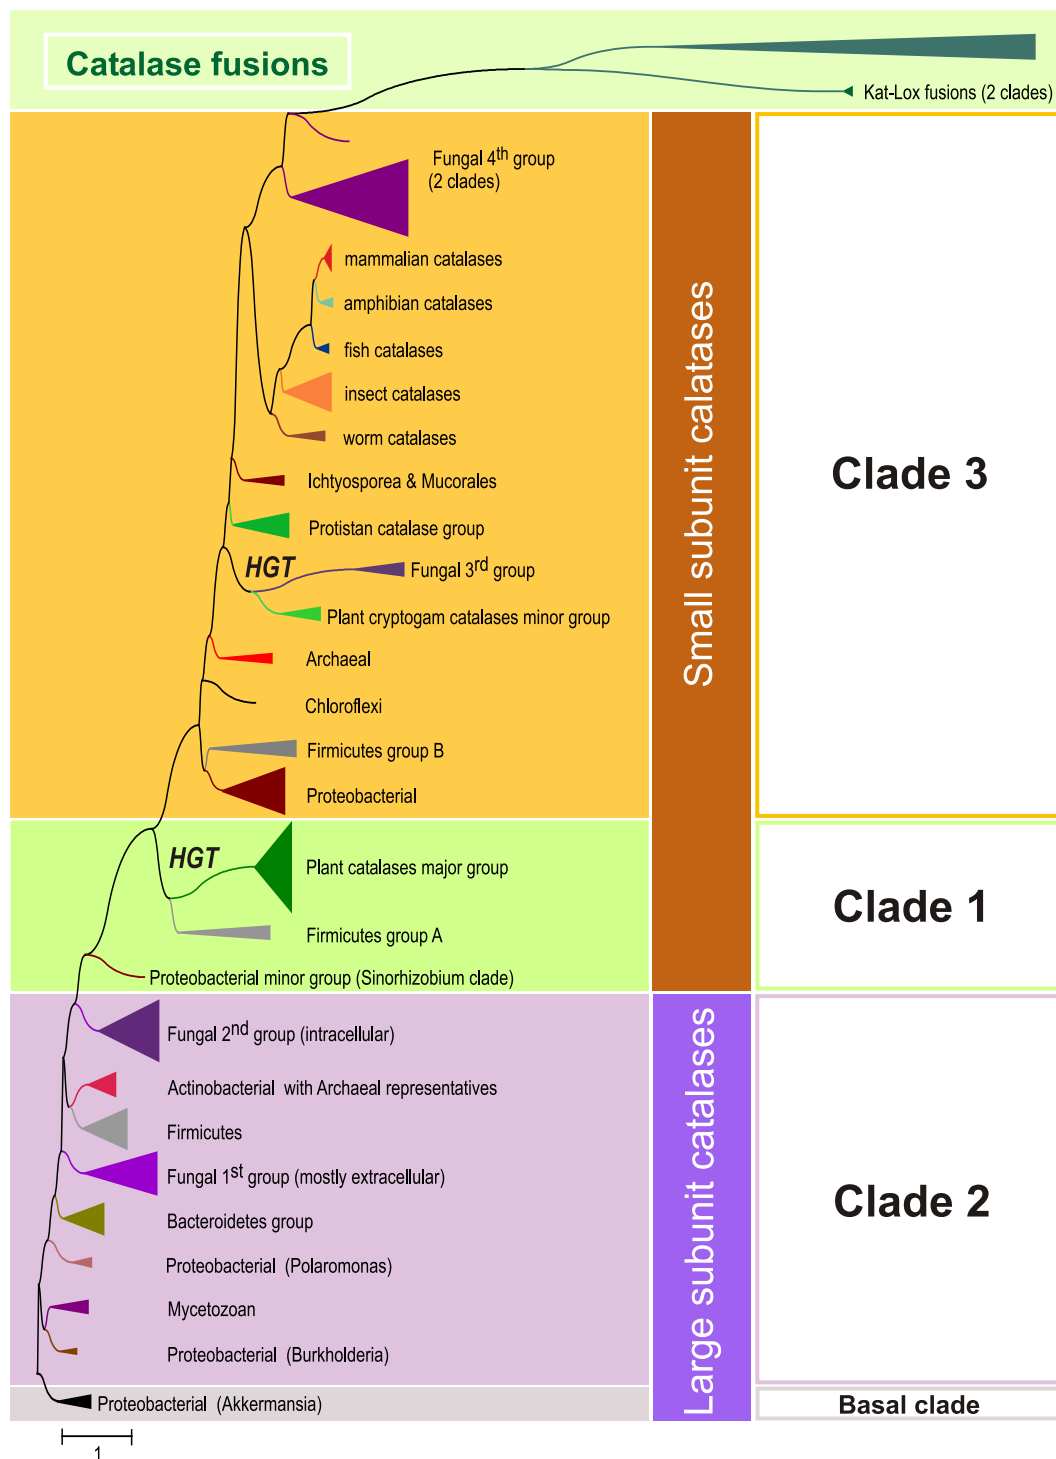 Catalase fusions
Kat-Lox fusions (2 clades)
Fungal 4th group
(2 clades)
mammalian catalases
amphibian catalases
fish catalases
insect catalases
worm catalases
Ichtyosporea & Mucorales
Protistan catalase group
HGT
Fungal 3rd group
Plant cryptogam catalases minor group
Archaeal
Chloroflexi
Firmicutes group B
Proteobacterial
Small subunit calatases
Clade 3
HGT
Plant catalases major group
Firmicutes group A
Proteobacterial minor group (Sinorhizobium clade)
Clade 1
Fungal 2nd group (intracellular)
Actinobacterial with Archaeal representatives
Firmicutes
Fungal 1st group (mostly extracellular)
Bacteroidetes group
Proteobacterial (Polaromonas)
Mycetozoan
Proteobacterial (Burkholderia)
Large subunit catalases
Clade 2
Proteobacterial (Akkermansia)
Basal clade
1